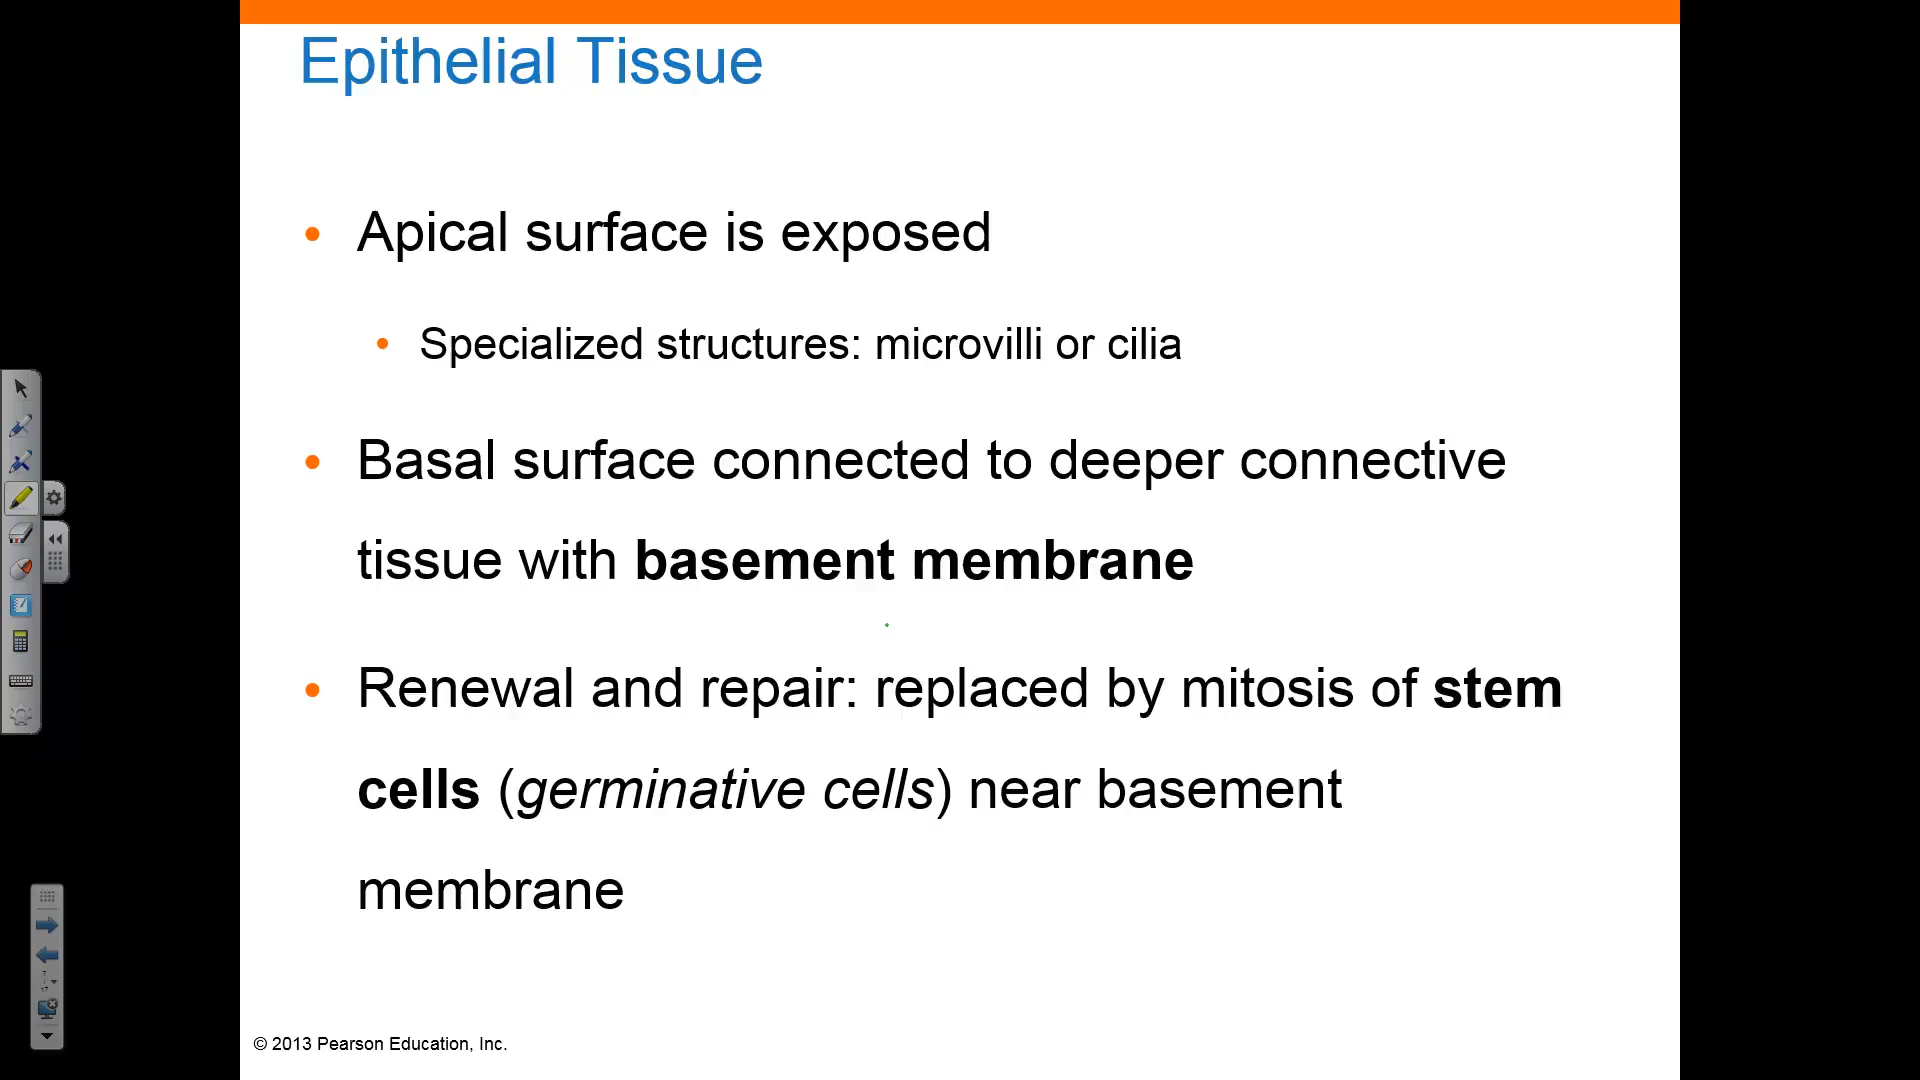 Epithelial Tissue
• Apical surface is exposed
• Specialized structures: microvilli or cilia
• Basal surface connected to deeper connective
tissue with basement membrane
• Renewal and repair: replaced by mitosis of stem
cells (germinative cells) near basement
membrane
© 2013 Pearson Education, Inc.